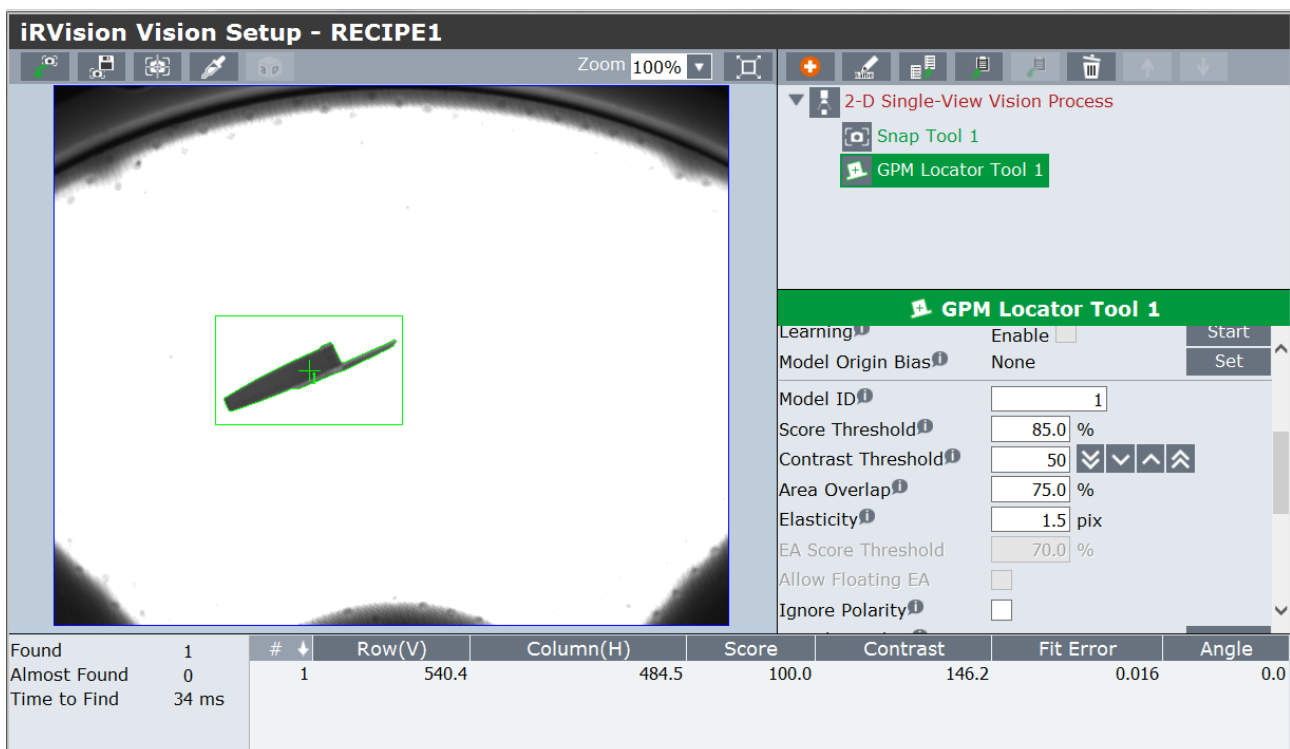 iRVision Vision Setup - RECIPE1
Zoom 100%
2-D Single-View Vision Process
Snap Tool 1
GPM Locator Tool 1
GPM Locator Tool 1
Learning Enable Start
Model Origin Bias None Set
Model ID 1
Score Threshold 85.0 %
Contrast Threshold 50
Area Overlap 75.0 %
Elasticity 1.5 pix
EA Score Threshold 70.0 %
Allow Floating EA
Ignore Polarity
1
Found 1
Almost Found 0
Time to Find 34 ms
# Row(V) Column(H) Score Contrast Fit Error Angle
1 540.4 484.5 100.0 146.2 0.016 0.0